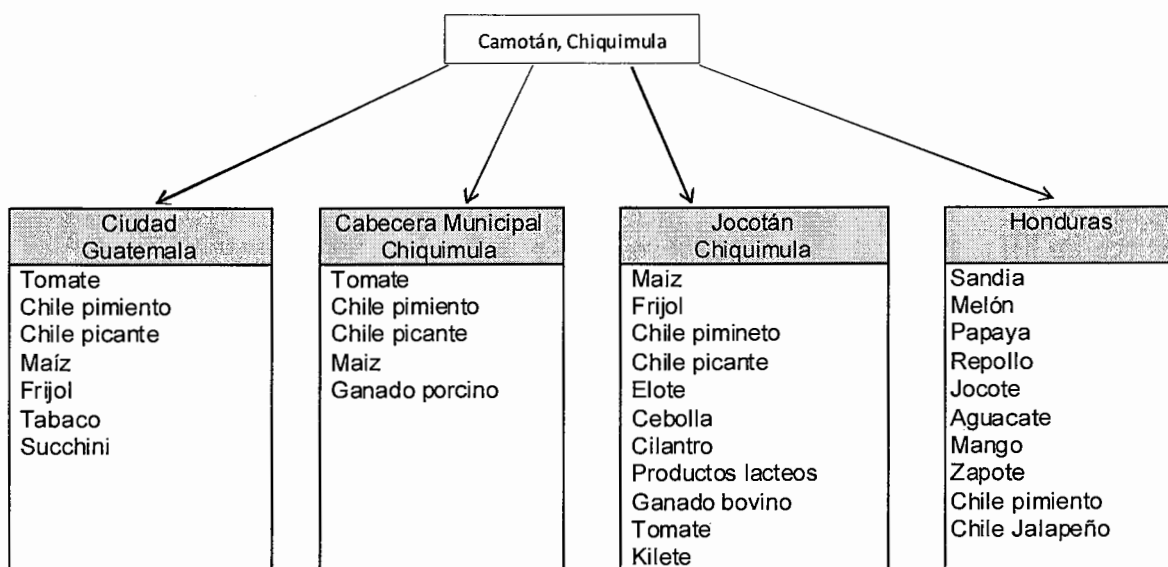 Camotán, Chiquimula
Ciudad
Guatemala
Tomate
Chile pimiento
Chile picante
Maíz
Frijol
Tabaco
Succhini
Cabecera Municipal
Chiquimula
Tomate
Chile pimiento
Chile picante
Maiz
Ganado porcino
Jocotán
Chiquimula
Maiz
Frijol
Chile pimineto
Chile picante
Elote
Cebolla
Cilantro
Productos lacteos
Ganado bovino
Tomate
Kilete
Honduras
Sandia
Melón
Papaya
Repollo
Jocote
Aguacate
Mango
Zapote
Chile pimiento
Chile Jalapeño